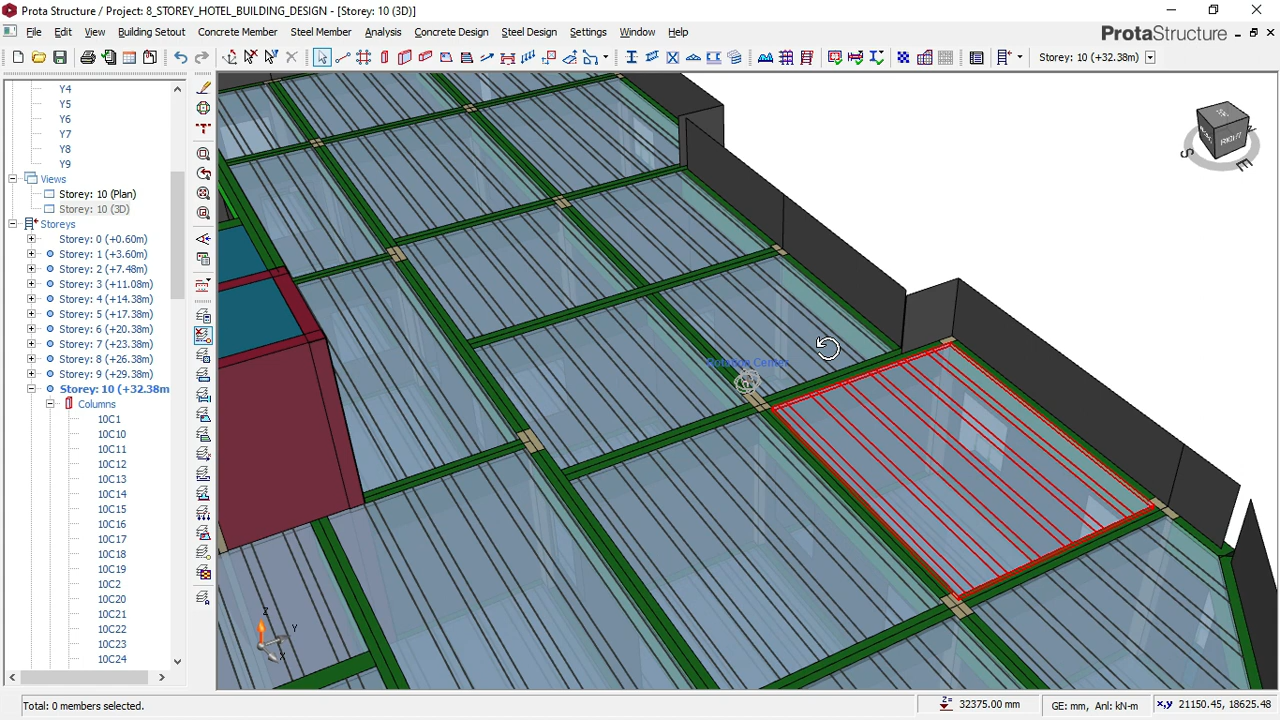 Prota Structure / Project: 8_STOREY_HOTEL_BUILDING_DESIGN - [Storey: 10 (3D)]
File Edit View Building Setout Concrete Member Steel Member Analysis Concrete Design Steel Design Settings Window Help
ProtaStructure
Storey: 10 (+32.38m)
Y4
Y5
Y6
Y7
Y8
Y9
Views
Storey: 10 (Plan)
Storey: 10 (3D)
Storeys
Storey: 0 (+0.60m)
Storey: 1 (+3.60m)
Storey: 2 (+7.48m)
Storey: 3 (+11.08m)
Storey: 4 (+14.38m)
Storey: 5 (+17.38m)
Storey: 6 (+20.38m)
Storey: 7 (+23.38m)
Storey: 8 (+26.38m)
Storey: 9 (+29.38m)
Storey: 10 (+32.38m
Columns
10C1
10C10
10C11
10C12
10C13
10C14
10C15
10C16
10C17
10C18
10C19
10C2
10C20
10C21
10C22
10C23
10C24
RIGHT
S
E
Rotation Center
Z
Y
X
Total: 0 members selected.
Z= 32375.00 mm
GE: mm, Anl: kN-m
x,y 21150.45, 18625.48